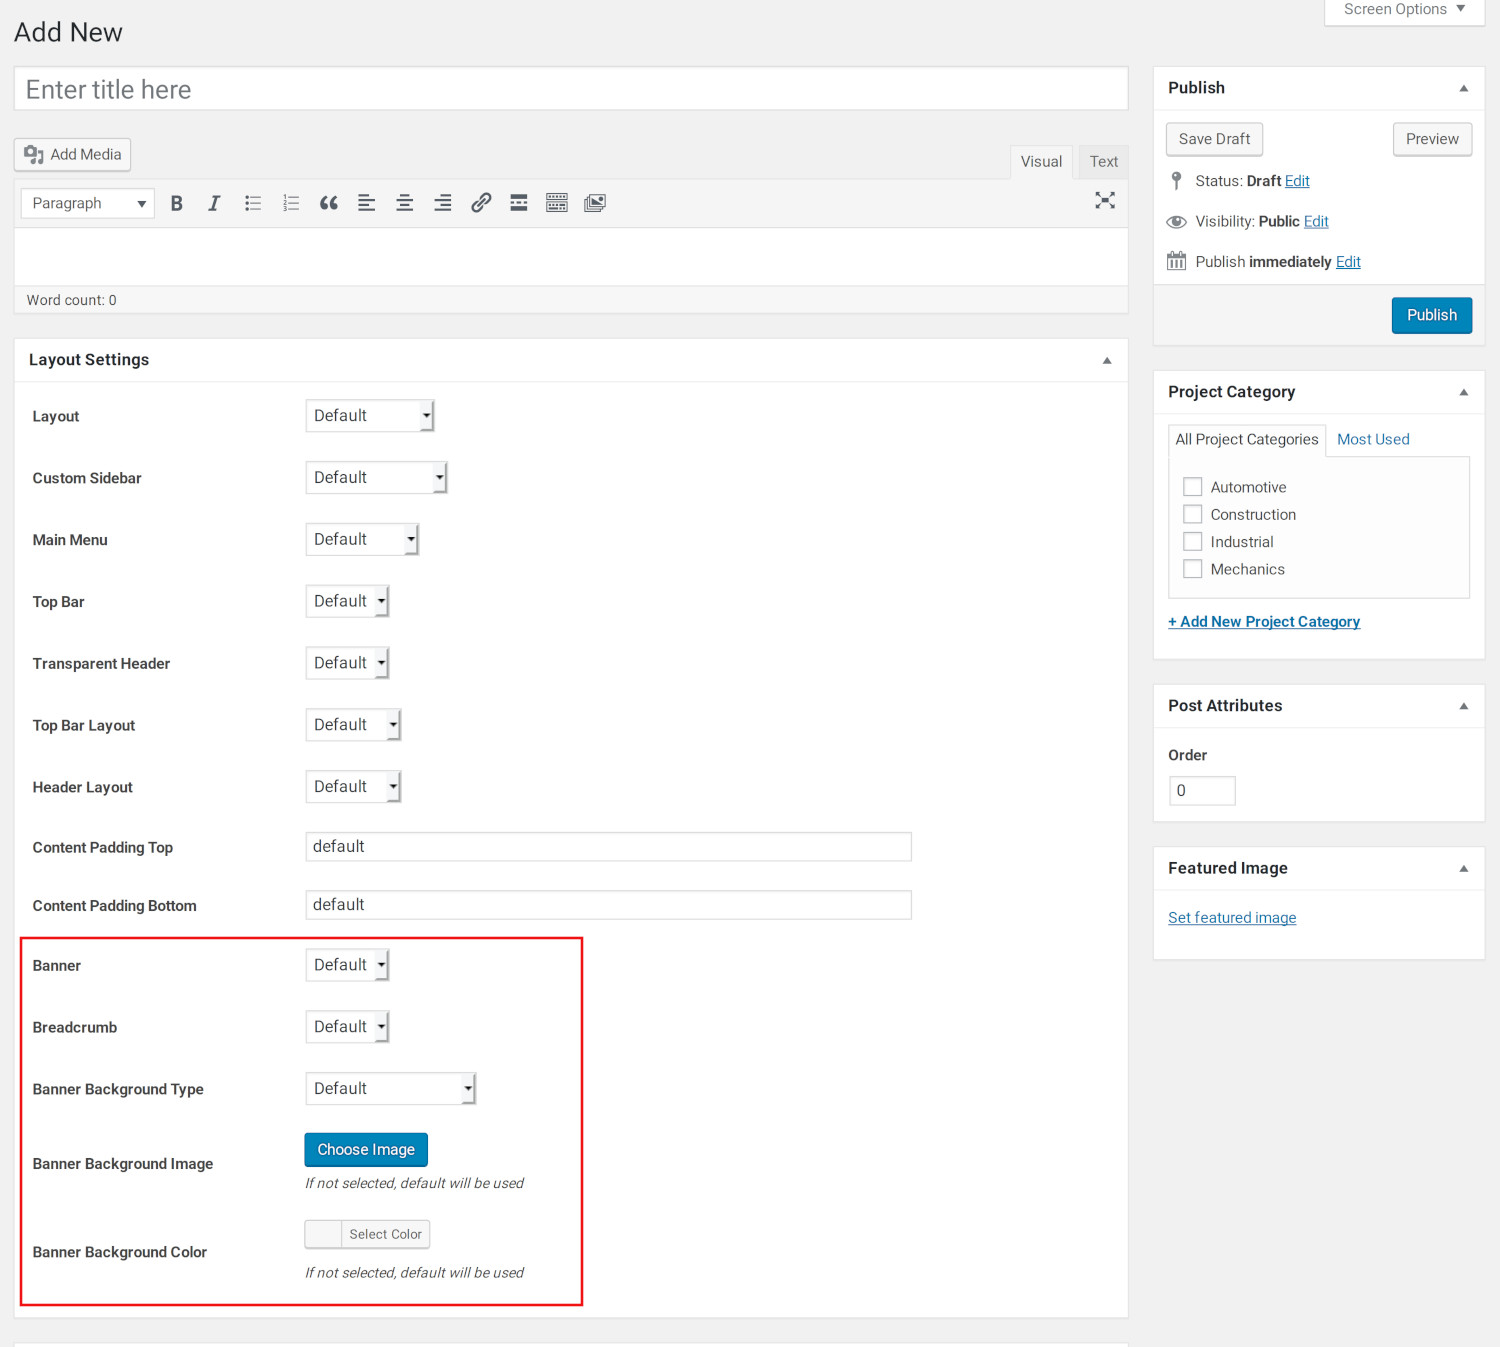 Screen Options
Add New
Enter title here
Add Media
Visual
Text
Paragraph
Word count: 0
Layout Settings
Layout
Default
Custom Sidebar
Default
Main Menu
Default
Top Bar
Default
Transparent Header
Default
Top Bar Layout
Default
Header Layout
Default
Content Padding Top
default
Content Padding Bottom
default
Banner
Default
Breadcrumb
Default
Banner Background Type
Default
Banner Background Image
Choose Image
If not selected, default will be used
Banner Background Color
Select Color
If not selected, default will be used
Publish
Save Draft
Preview
Status: Draft Edit
Visibility: Public Edit
Publish immediately Edit
Publish
Project Category
All Project Categories
Most Used
Automotive
Construction
Industrial
Mechanics
+ Add New Project Category
Post Attributes
Order
0
Featured Image
Set featured image